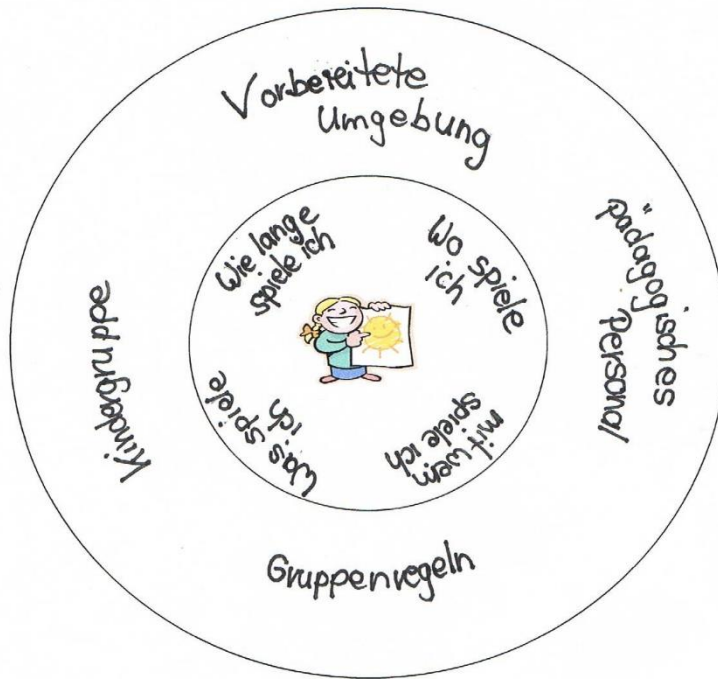 Vorbereitete
Umgebung
pädagogisches
Personal
Gruppenregeln
Kindergruppe
Wie lange
spiele ich
Wo spiele
ich
mit wem
spiele ich
Was spiele
ich